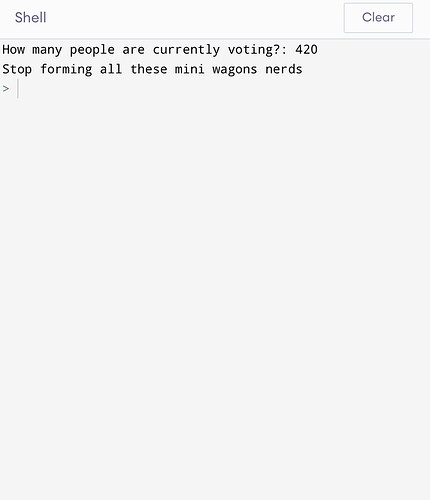 Shell
Clear
How many people are currently voting?: 420
Stop forming all these mini wagons nerds
>